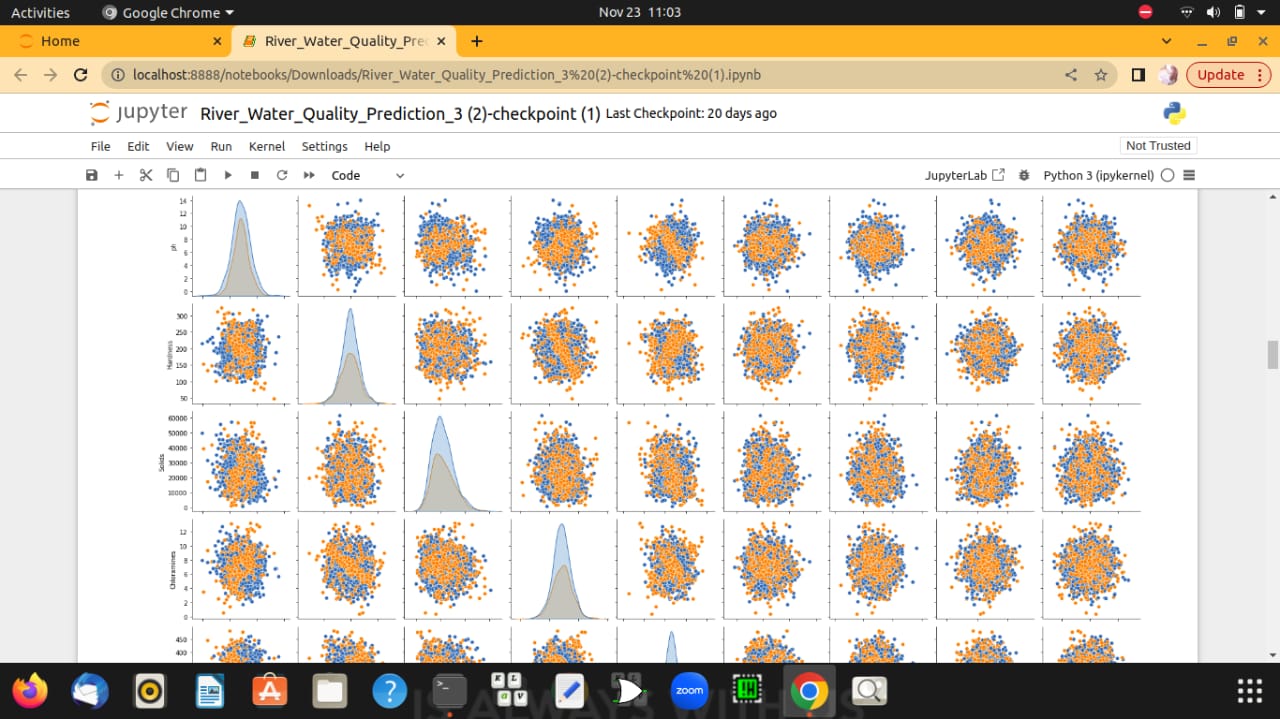 Activities Google Chrome Nov 23 11:03
Home River_Water_Quality_Pre
localhost:8888/notebooks/Downloads/River_Water_Quality_Prediction_3%20(2)-checkpoint%20(1).ipynb Update
jupyter River_Water_Quality_Prediction_3 (2)-checkpoint (1) Last Checkpoint: 20 days ago
File Edit View Run Kernel Settings Help Not Trusted
Code JupyterLab Python 3 (ipykernel)
14
12
10
8
6
4
2
0
ph
300
250
200
150
100
50
Hardness
60000
50000
40000
30000
20000
10000
0
Solids
12
10
8
6
4
2
0
Chloramines
450
400
>_ K L a v zoom
IS ALWAYS WITH US